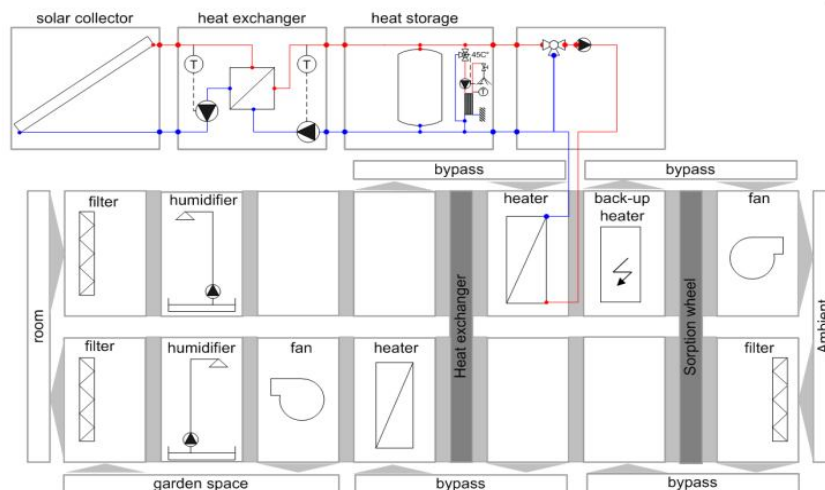 solar collector
heat exchanger
heat storage
T
T
45C°
T
bypass
bypass
filter
humidifier
heater
back-up
heater
fan
room
Heat exchanger
Sorption wheel
Ambient
filter
humidifier
fan
heater
filter
garden space
bypass
bypass